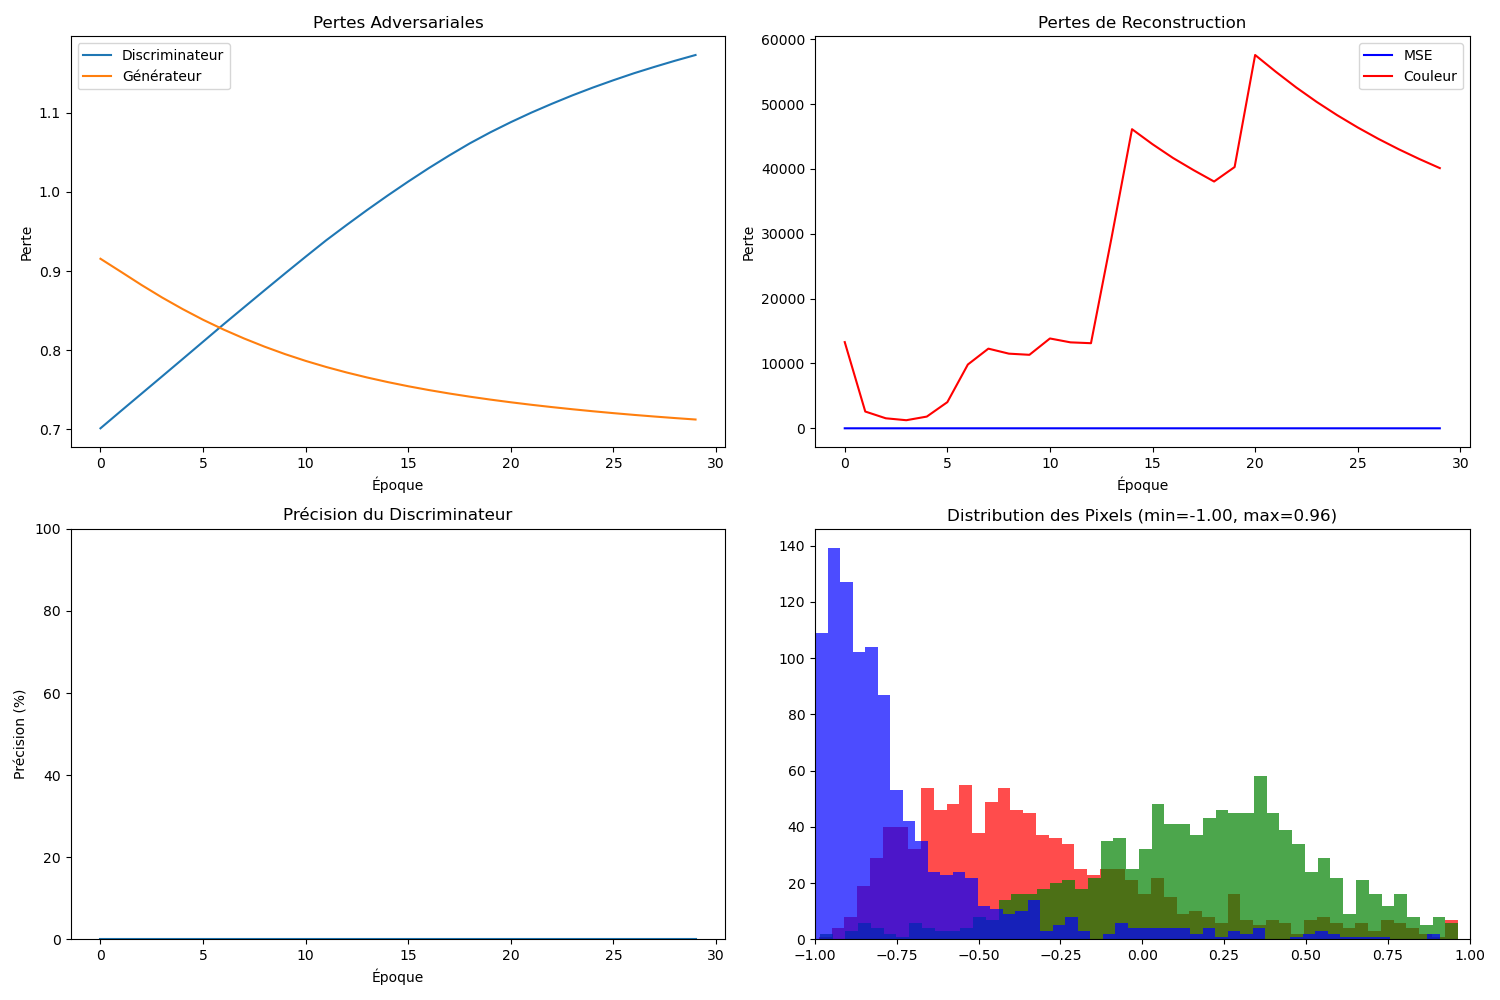 Pertes Adversariales
Perte
1.1
1.0
0.9
0.8
0.7
Discriminateur
Générateur
0 5 10 15 20 25 30
Époque
Pertes de Reconstruction
Perte
60000
50000
40000
30000
20000
10000
0
MSE
Couleur
0 5 10 15 20 25 30
Époque
Précision du Discriminateur
Précision (%)
100
80
60
40
20
0
0 5 10 15 20 25 30
Époque
Distribution des Pixels (min=-1.00, max=0.96)
140
120
100
80
60
40
20
0
−1.00 −0.75 −0.50 −0.25 0.00 0.25 0.50 0.75 1.00